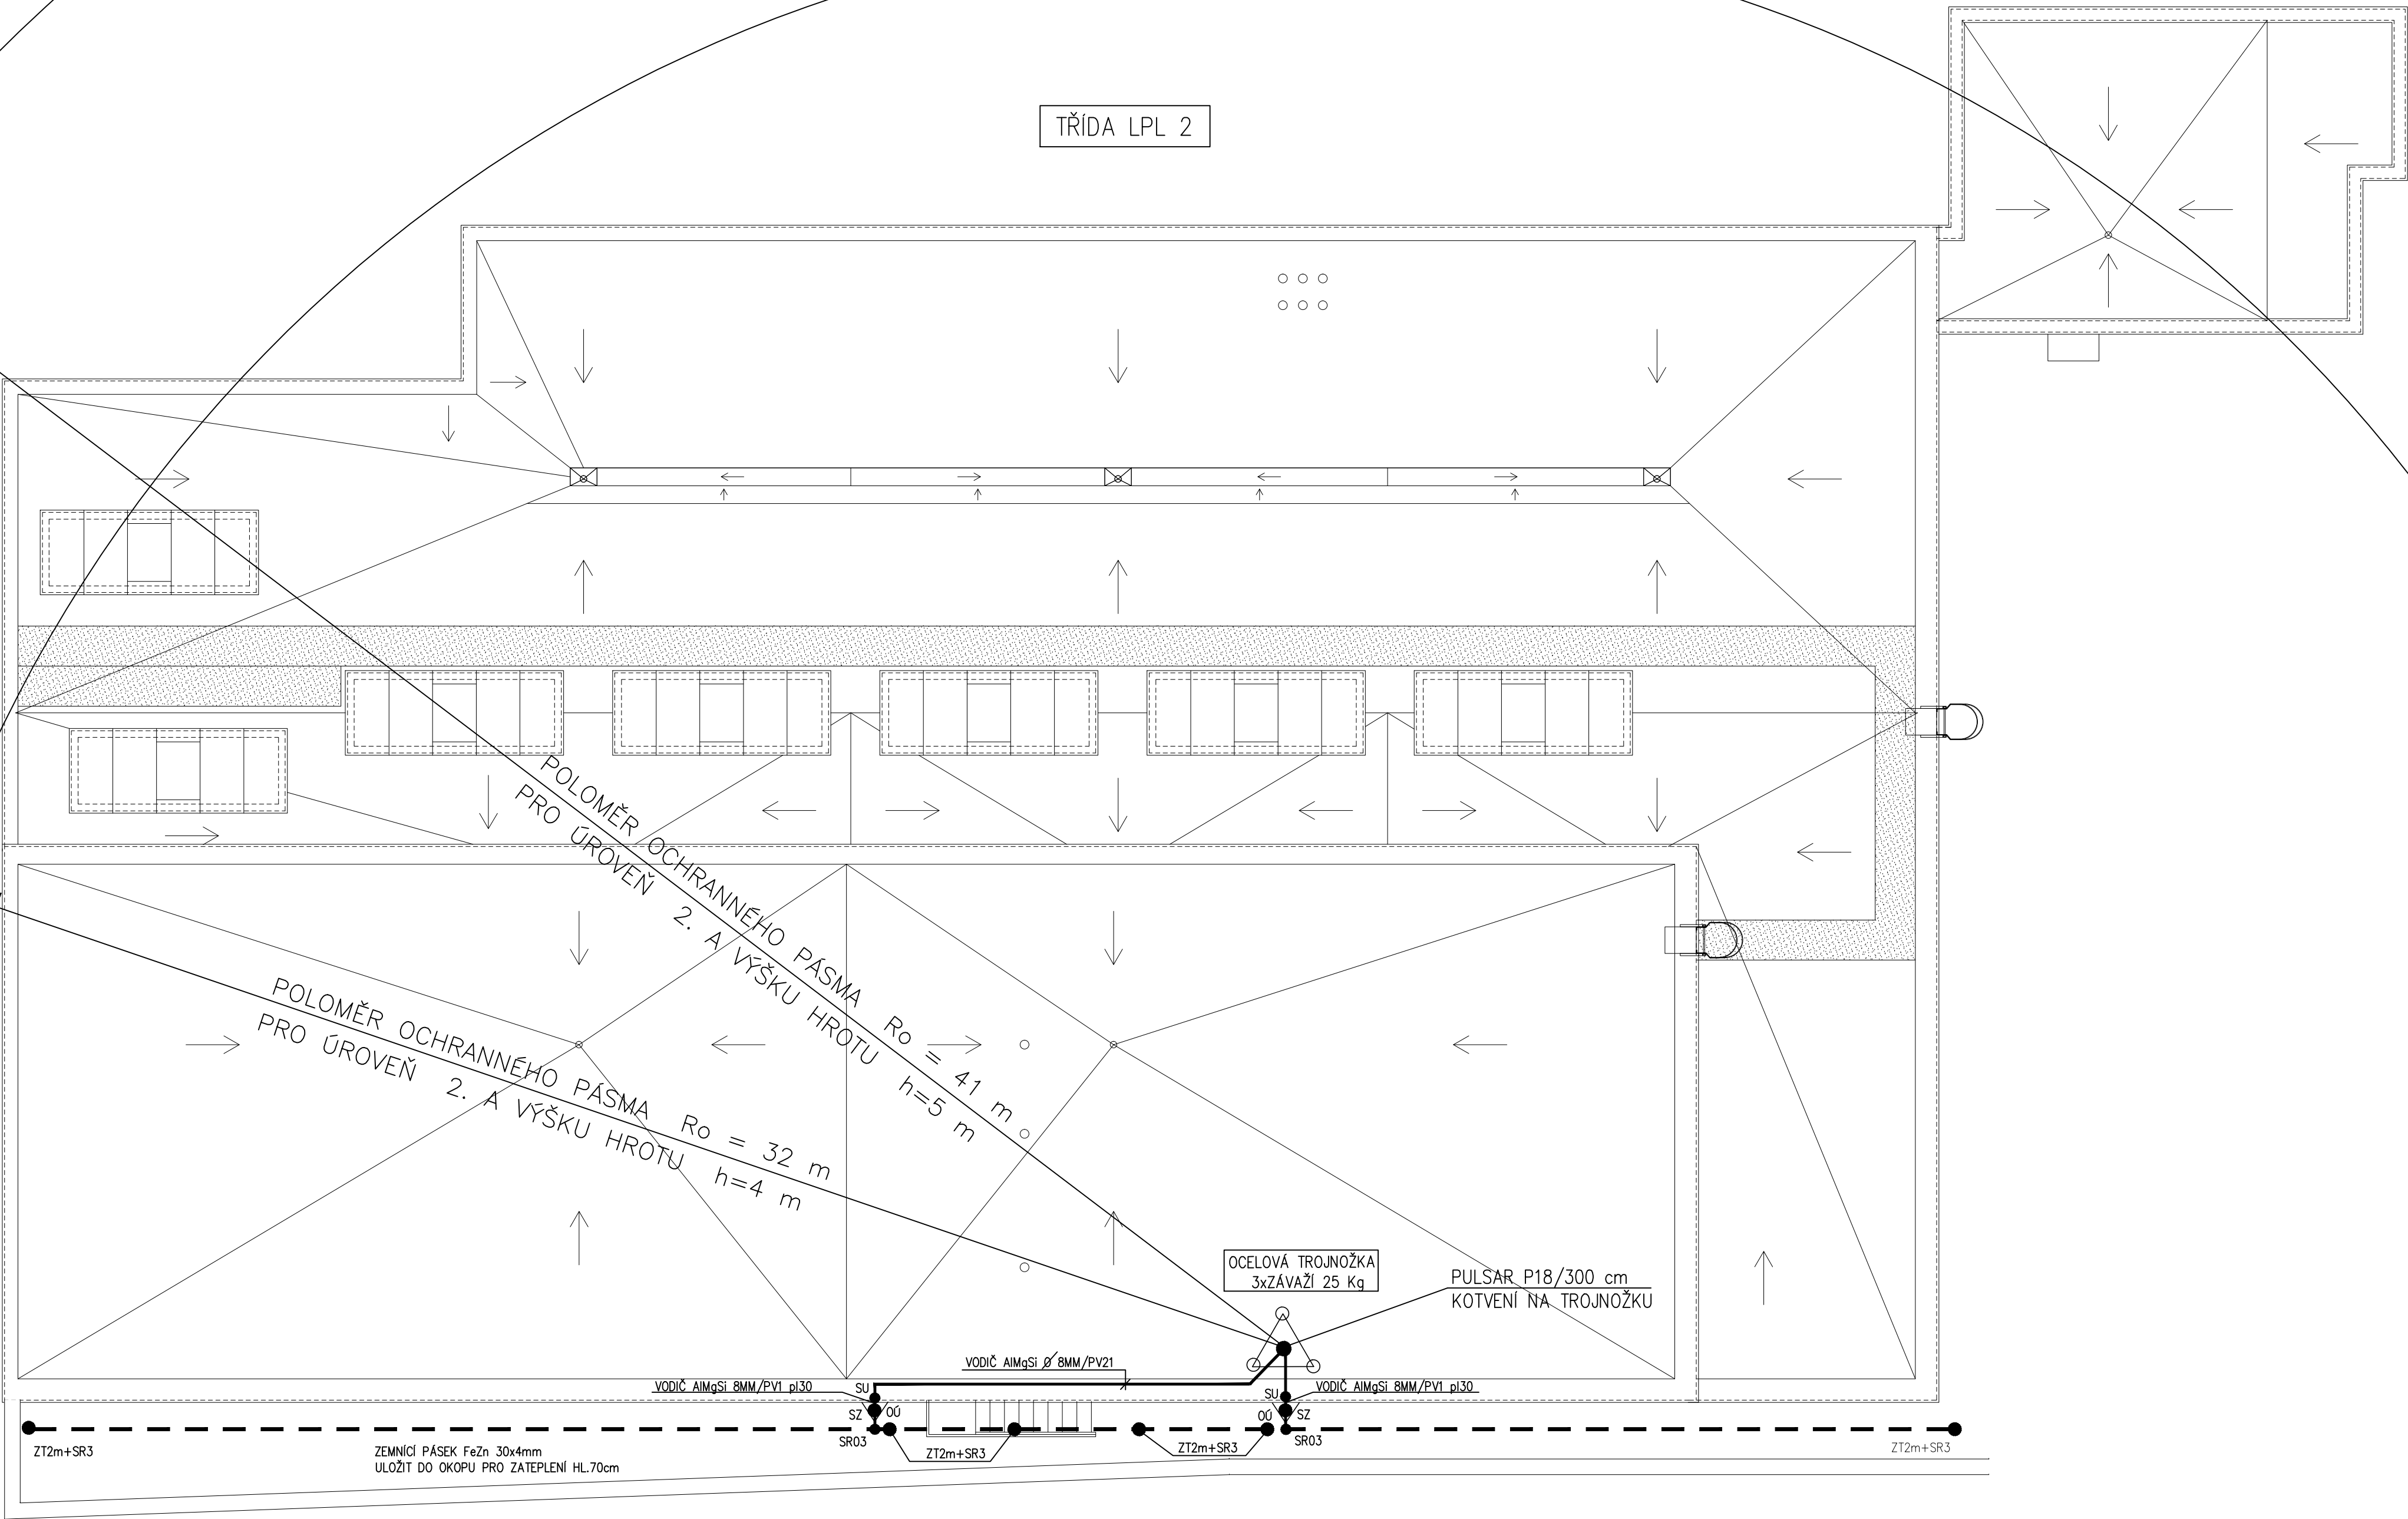 TŘÍDA LPL 2
POLOMĚR OCHRANNÉHO PÁSMA Ro = 41 m
PRO ÚROVEŇ 2. A VÝŠKU HROTU h=5 m
POLOMĚR OCHRANNÉHO PÁSMA Ro = 32 m
PRO ÚROVEŇ 2. A VÝŠKU HROTU h=4 m
OCELOVÁ TROJNOŽKA
3xZÁVAŽÍ 25 Kg
PULSAR P18/300 cm
KOTVENÍ NA TROJNOŽKU
VODIČ AlMgSi Ø 8MM/PV21
VODIČ AlMgSi 8MM/PV1 pl30
SU
SU
VODIČ AlMgSi 8MM/PV1 pl30
SZ
OÚ
OÚ
SZ
SR03
SR03
ZT2m+SR3
ZEMNÍCÍ PÁSEK FeZn 30x4mm
ULOŽIT DO OKOPU PRO ZATEPLENÍ HL.70cm
ZT2m+SR3
ZT2m+SR3
ZT2m+SR3